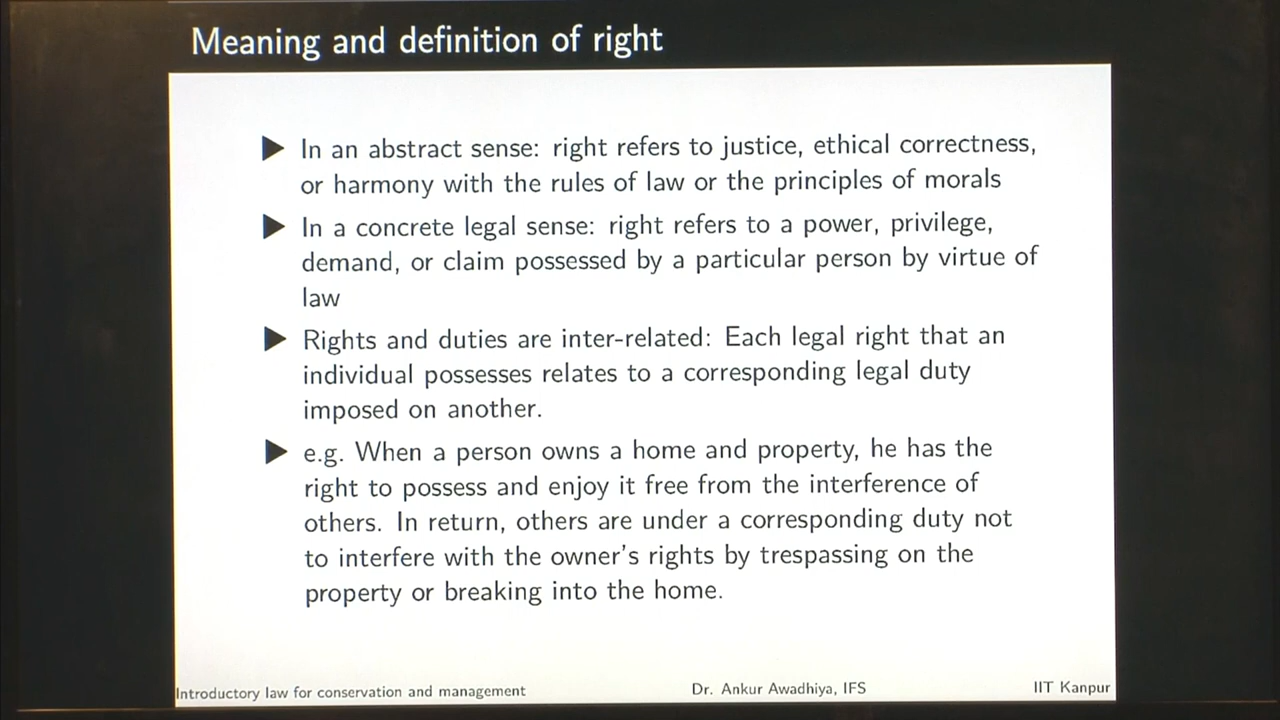 Meaning and definition of right
▶ In an abstract sense: right refers to justice, ethical correctness,
or harmony with the rules of law or the principles of morals
▶ In a concrete legal sense: right refers to a power, privilege,
demand, or claim possessed by a particular person by virtue of
law
▶ Rights and duties are inter-related: Each legal right that an
individual possesses relates to a corresponding legal duty
imposed on another.
▶ e.g. When a person owns a home and property, he has the
right to possess and enjoy it free from the interference of
others. In return, others are under a corresponding duty not
to interfere with the owner's rights by trespassing on the
property or breaking into the home.
Introductory law for conservation and management Dr. Ankur Awadhiya, IFS IIT Kanpur